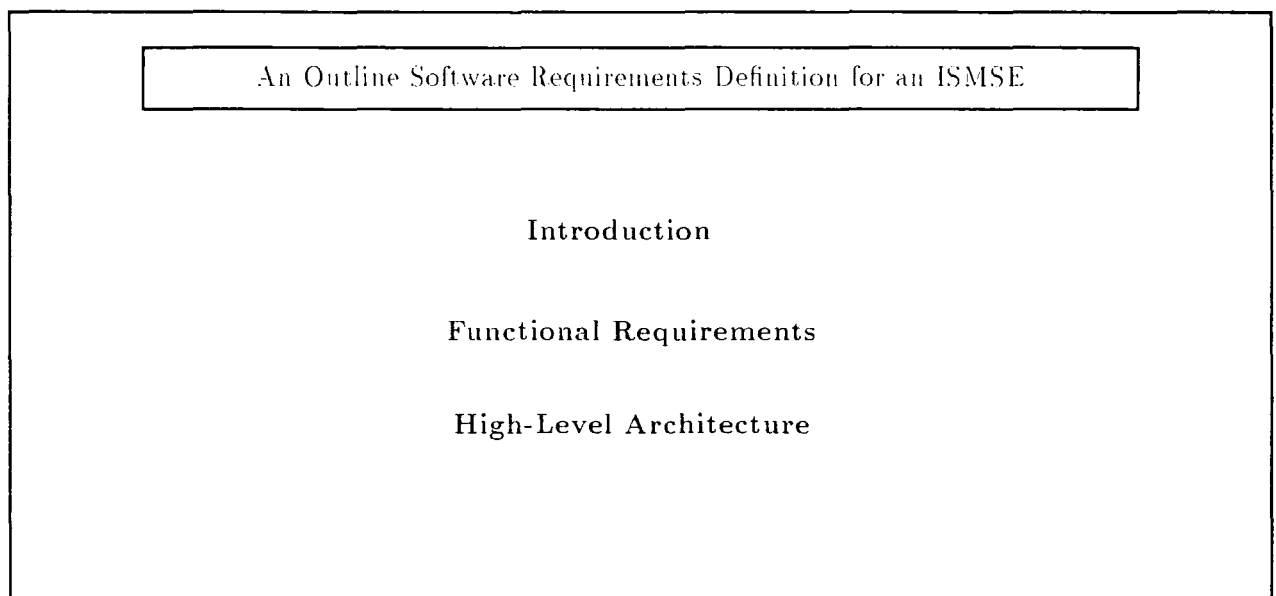 An Outline Software Requirements Definition for an ISMSE
Introduction
Functional Requirements
High-Level Architecture